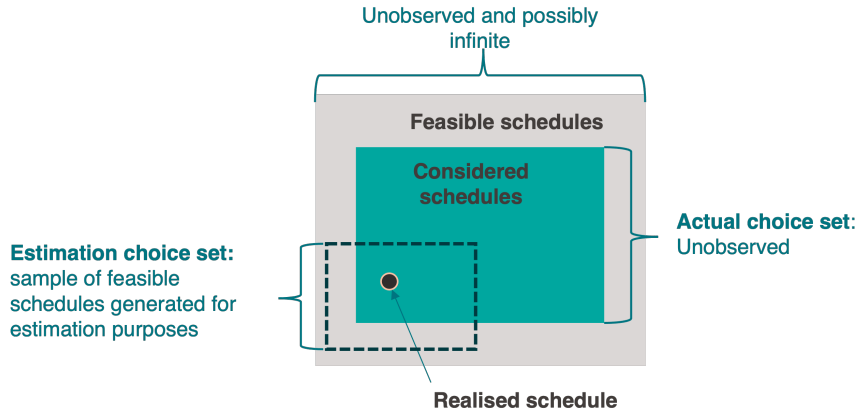 Unobserved and possibly
infinite
Feasible schedules
Considered
schedules
Actual choice set:
Unobserved
Estimation choice set:
sample of feasible
schedules generated for
estimation purposes
Realised schedule